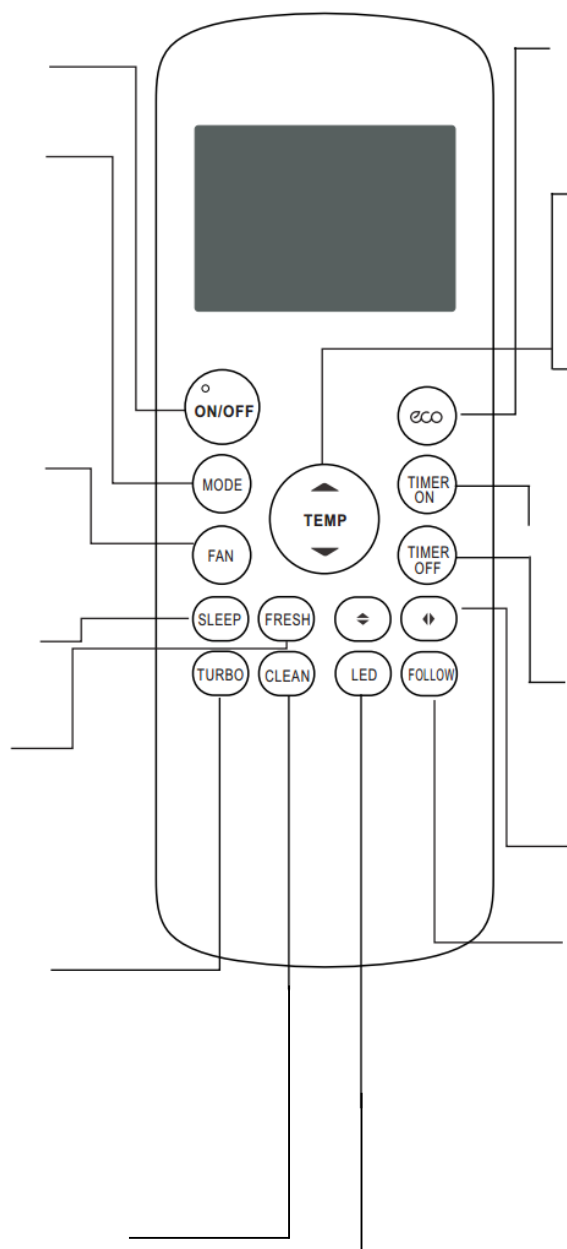 ON/OFF
eco
MODE
TEMP
TIMER
ON
FAN
TIMER
OFF
SLEEP
FRESH
TURBO
CLEAN
LED
FOLLOW